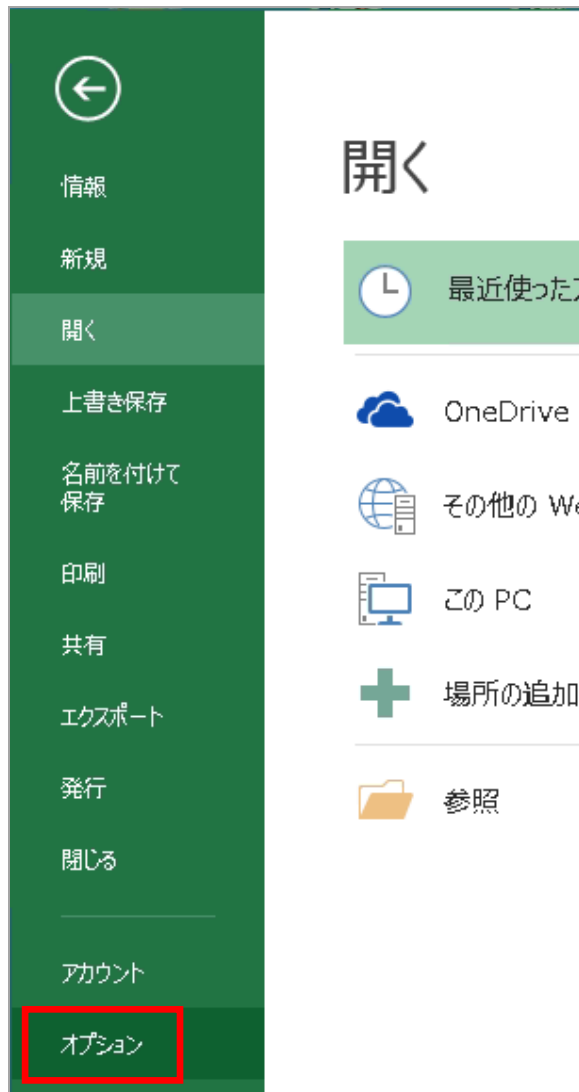 情報
新規
開く
上書き保存
名前を付けて
保存
印刷
共有
エクスポート
発行
閉じる
アカウント
オプション
開く
最近使った
OneDrive
その他の We
この PC
場所の追加
参照